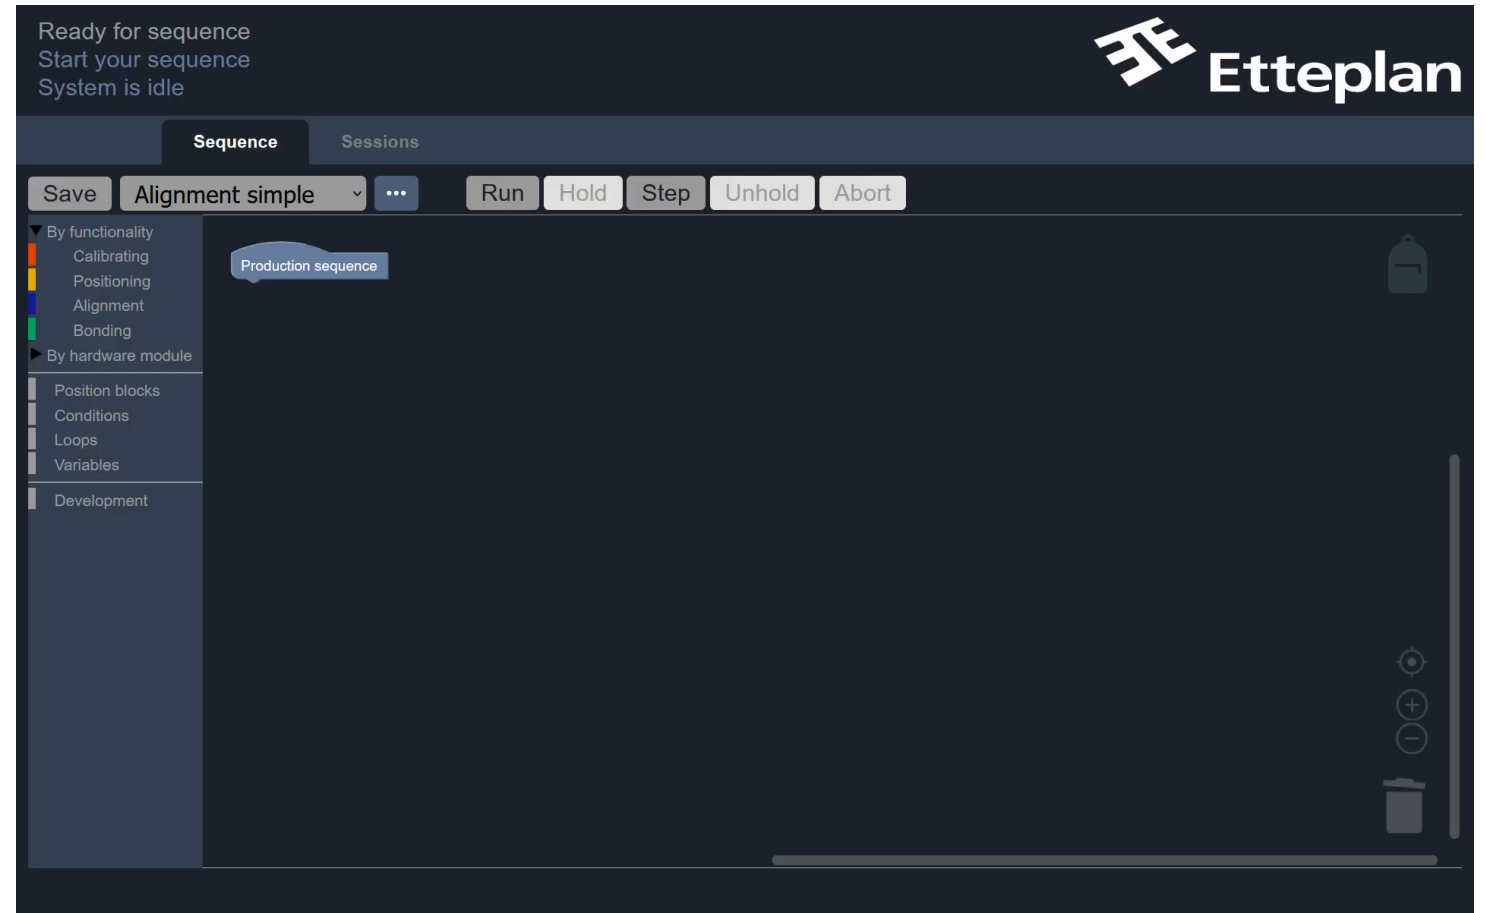 Ready for sequence
Start your sequence
System is idle
Etteplan
Sequence
Sessions
Save
Alignment simple
Run
Hold
Step
Unhold
Abort
By functionality
Calibrating
Positioning
Alignment
Bonding
By hardware module
Position blocks
Conditions
Loops
Variables
Development
Production sequence